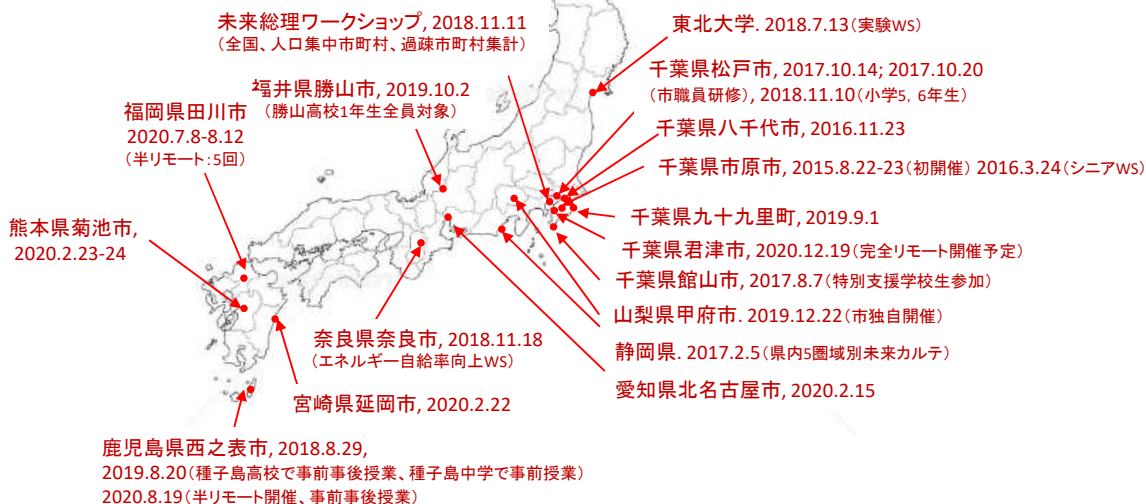 未来総理ワークショップ, 2018.11.11
（全国、人口集中市町村、過疎市町村集計）
福井県勝山市, 2019.10.2
（勝山高校1年生全員対象）
福岡県田川市
2020.7.8-8.12
（半リモート：5回）
熊本県菊池市,
2020.2.23-24
東北大学. 2018.7.13（実験WS）
千葉県松戸市, 2017.10.14; 2017.10.20
（市職員研修）, 2018.11.10（小学5，6年生）
千葉県八千代市, 2016.11.23
千葉県市原市, 2015.8.22-23（初開催） 2016.3.24（シニアWS）
千葉県九十九里町, 2019.9.1
千葉県君津市, 2020.12.19（完全リモート開催予定）
千葉県館山市, 2017.8.7（特別支援学校生参加）
山梨県甲府市. 2019.12.22（市独自開催）
静岡県. 2017.2.5（県内5圏域別未来カルテ）
愛知県北名古屋市, 2020.2.15
奈良県奈良市, 2018.11.18
（エネルギー自給率向上WS）
宮崎県延岡市, 2020.2.22
鹿児島県西之表市, 2018.8.29,
2019.8.20（種子島高校で事前事後授業、種子島中学で事前授業）
2020.8.19（半リモート開催、事前事後授業）